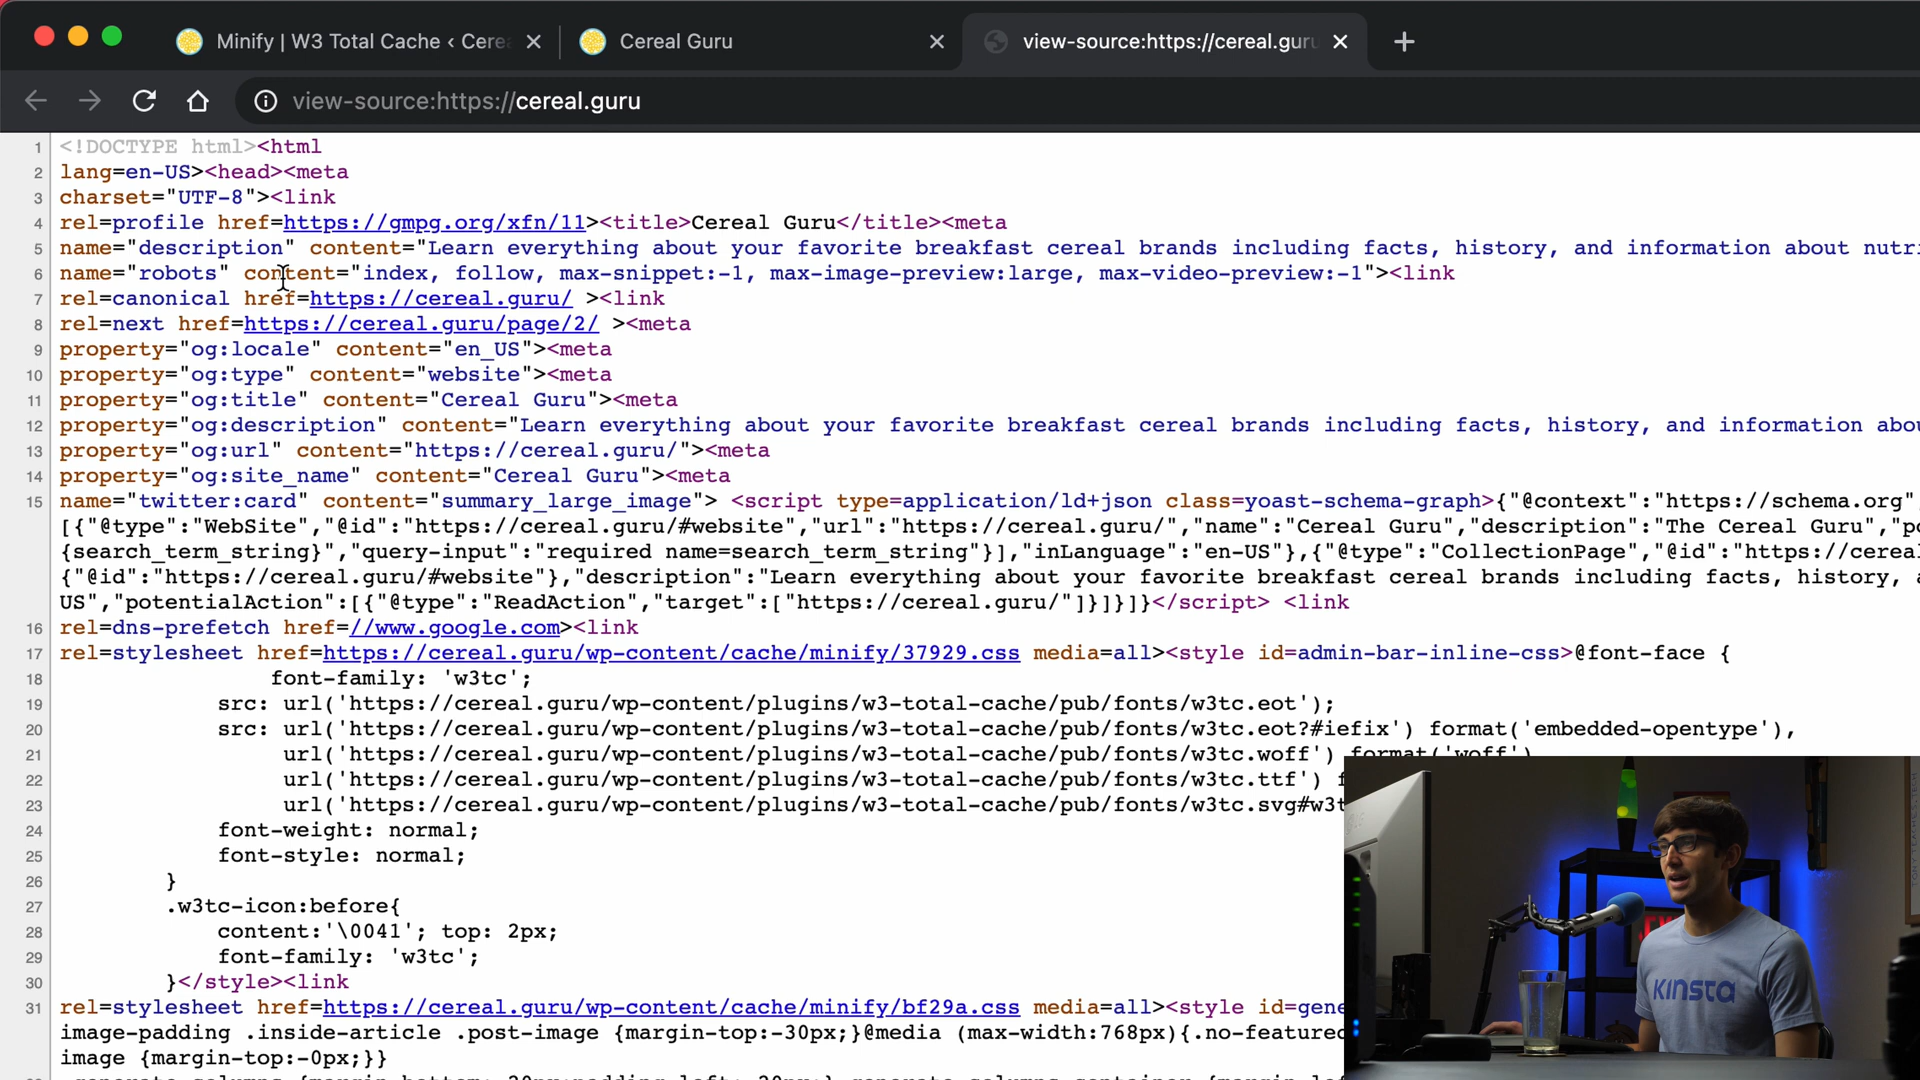 Minify | W3 Total Cache ‹ Cere
Cereal Guru
view-source:https://cereal.guru
view-source:https://cereal.guru
1 <!DOCTYPE html><html
2 lang=en-US><head><meta
3 charset="UTF-8"><link
4 rel=profile href=https://gmpg.org/xfn/11><title>Cereal Guru</title><meta
5 name="description" content="Learn everything about your favorite breakfast cereal brands including facts, history, and information about nutri
6 name="robots" content="index, follow, max-snippet:-1, max-image-preview:large, max-video-preview:-1"><link
7 rel=canonical href=https://cereal.guru/ ><link
8 rel=next href=https://cereal.guru/page/2/ ><meta
9 property="og:locale" content="en_US"><meta
10 property="og:type" content="website"><meta
11 property="og:title" content="Cereal Guru"><meta
12 property="og:description" content="Learn everything about your favorite breakfast cereal brands including facts, history, and information abou
13 property="og:url" content="https://cereal.guru/"><meta
14 property="og:site_name" content="Cereal Guru"><meta
15 name="twitter:card" content="summary_large_image"> <script type=application/ld+json class=yoast-schema-graph>{"@context":"https://schema.org"
[{"@type":"WebSite","@id":"https://cereal.guru/#website","url":"https://cereal.guru/","name":"Cereal Guru","description":"The Cereal Guru","po
{search_term_string}","query-input":"required name=search_term_string"}],"inLanguage":"en-US"},{"@type":"CollectionPage","@id":"https://cerea
{"@id":"https://cereal.guru/#website"},"description":"Learn everything about your favorite breakfast cereal brands including facts, history, a
US","potentialAction":[{"@type":"ReadAction","target":["https://cereal.guru/"]}]}]}</script> <link
16 rel=dns-prefetch href=//www.google.com><link
17 rel=stylesheet href=https://cereal.guru/wp-content/cache/minify/37929.css media=all><style id=admin-bar-inline-css>@font-face {
18 font-family: 'w3tc';
19 src: url('https://cereal.guru/wp-content/plugins/w3-total-cache/pub/fonts/w3tc.eot');
20 src: url('https://cereal.guru/wp-content/plugins/w3-total-cache/pub/fonts/w3tc.eot?#iefix') format('embedded-opentype'),
21 url('https://cereal.guru/wp-content/plugins/w3-total-cache/pub/fonts/w3tc.woff') format('woff')
22 url('https://cereal.guru/wp-content/plugins/w3-total-cache/pub/fonts/w3tc.ttf') f
23 url('https://cereal.guru/wp-content/plugins/w3-total-cache/pub/fonts/w3tc.svg#w3t
24 font-weight: normal;
25 font-style: normal;
26 }
27 .w3tc-icon:before{
28 content:'\0041'; top: 2px;
29 font-family: 'w3tc';
30 }</style><link
31 rel=stylesheet href=https://cereal.guru/wp-content/cache/minify/bf29a.css media=all><style id=gene
image-padding .inside-article .post-image {margin-top:-30px;}@media (max-width:768px){.no-featured
image {margin-top:-0px;}}
KINSTA